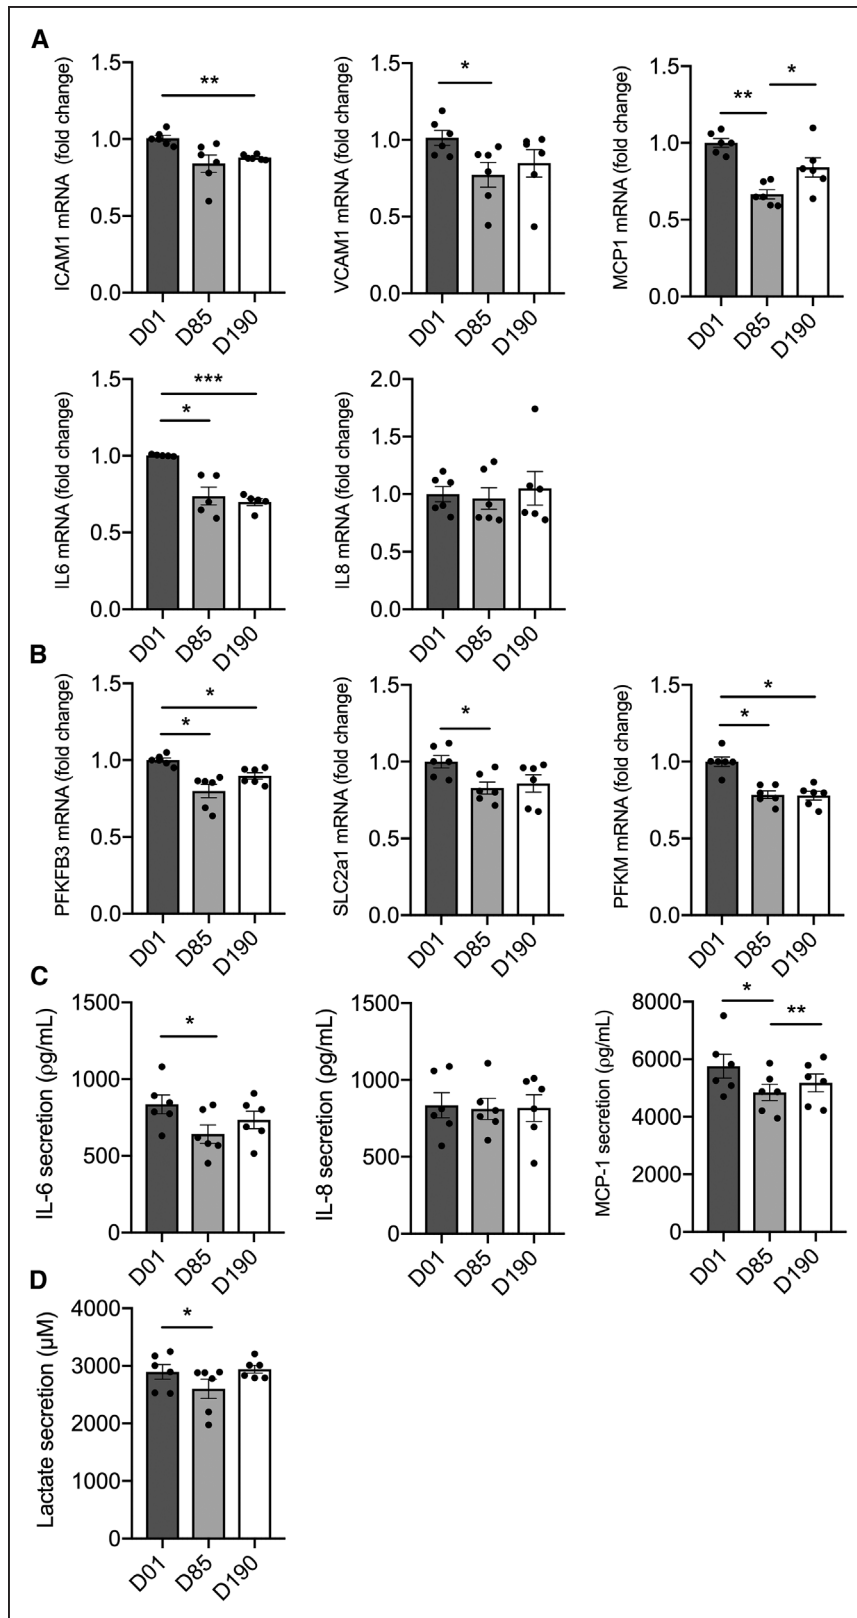 A
ICAM1 mRNA (fold change)
1.5
1.0
0.5
0.0
**
D01
D85
D190
VCAM1 mRNA (fold change)
1.5
1.0
0.5
0.0
*
D01
D85
D190
MCP1 mRNA (fold change)
1.5
1.0
0.5
0.0
**
*
D01
D85
D190
IL6 mRNA (fold change)
1.5
1.0
0.5
0.0
***
*
D01
D85
D190
IL8 mRNA (fold change)
2.0
1.5
1.0
0.5
0.0
D01
D85
D190
B
PFKFB3 mRNA (fold change)
1.5
1.0
0.5
0.0
*
*
D01
D85
D190
SLC2a1 mRNA (fold change)
1.5
1.0
0.5
0.0
*
D01
D85
D190
PFKM mRNA (fold change)
1.5
1.0
0.5
0.0
*
*
D01
D85
D190
C
IL-6 secretion (ρg/mL)
1500
1000
500
0
*
D01
D85
D190
IL-8 secretion (ρg/mL)
1500
1000
500
0
D01
D85
D190
MCP-1 secretion (ρg/mL)
8000
6000
4000
2000
0
*
**
D01
D85
D190
D
Lactate secretion (μM)
4000
3000
2000
1000
0
*
D01
D85
D190